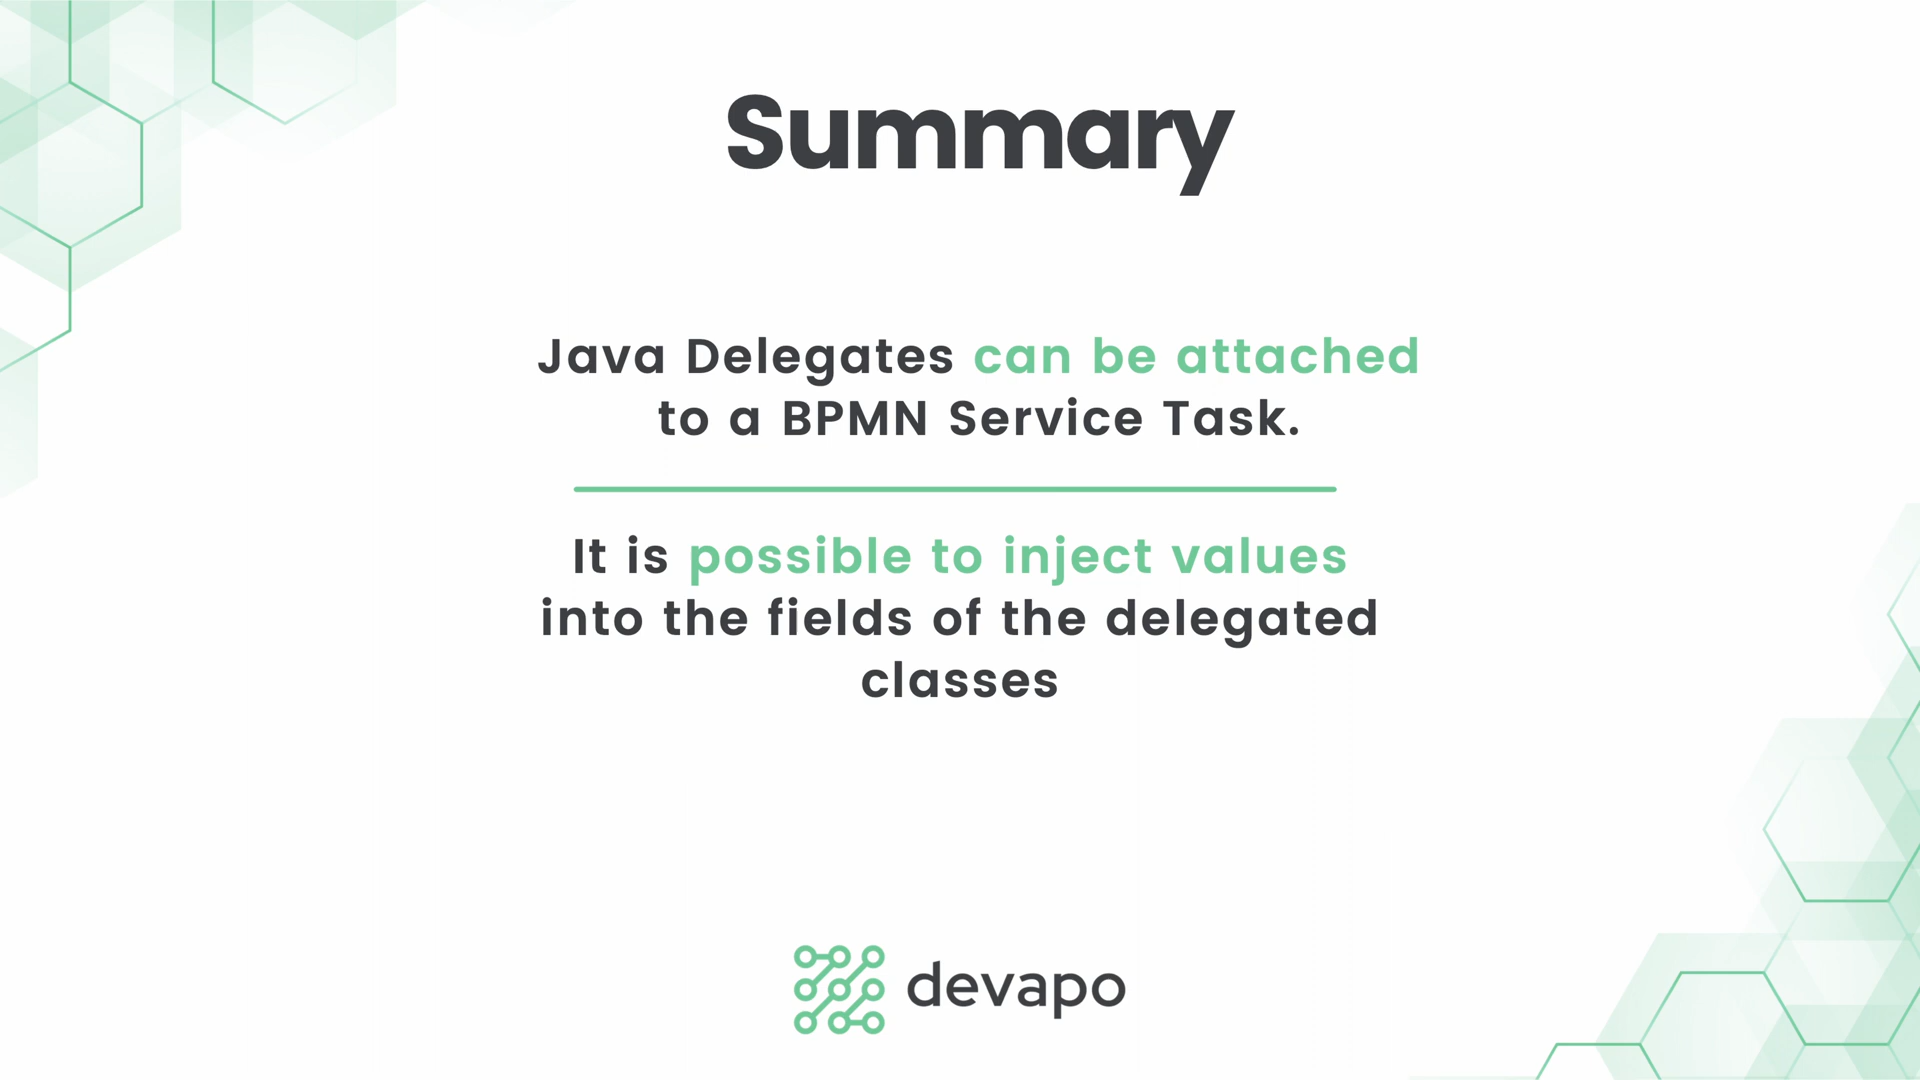 Summary
Java Delegates can be attached
to a BPMN Service Task.
It is possible to inject values
into the fields of the delegated
classes
devapo